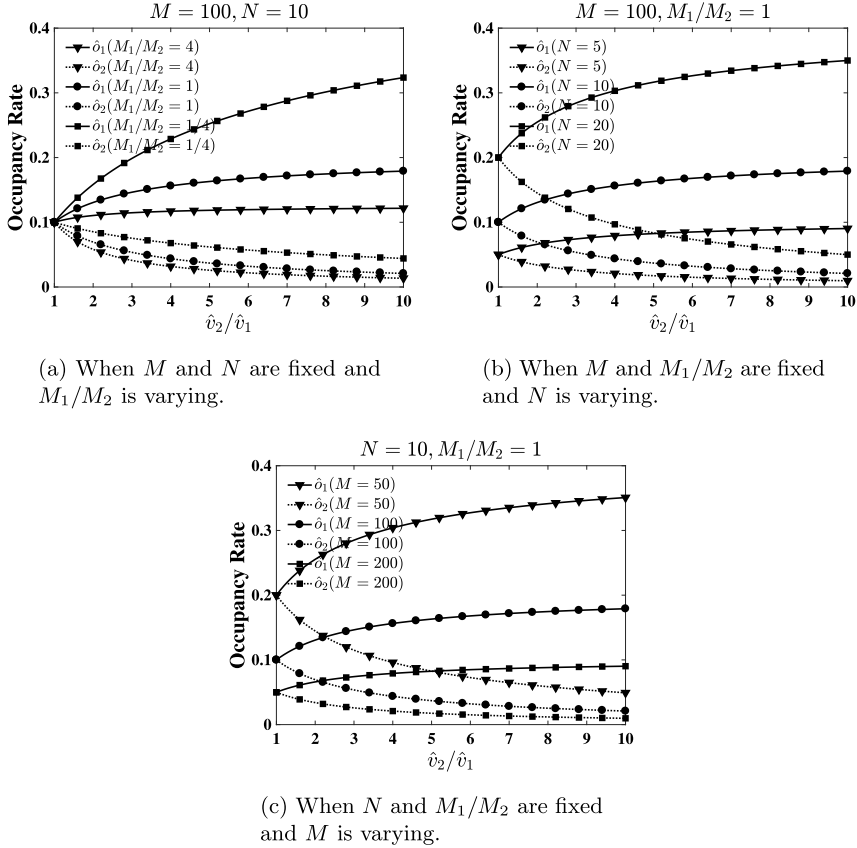 M = 100, N = 10
Occupancy Rate
0.4
0.3
0.2
0.1
0
ô₁(M₁/M₂ = 4)
ô₂(M₁/M₂ = 4)
ô₁(M₁/M₂ = 1)
ô₂(M₁/M₂ = 1)
ô₁(M₁/M₂ = 1/4)
ô₂(M₁/M₂ = 1/4)
1 2 3 4 5 6 7 8 9 10
v̂₂/v̂₁
(a) When M and N are fixed and
M₁/M₂ is varying.
M = 100, M₁/M₂ = 1
Occupancy Rate
0.4
0.3
0.2
0.1
0
ô₁(N = 5)
ô₂(N = 5)
ô₁(N = 10)
ô₂(N = 10)
ô₁(N = 20)
ô₂(N = 20)
1 2 3 4 5 6 7 8 9 10
v̂₂/v̂₁
(b) When M and M₁/M₂ are fixed
and N is varying.
N = 10, M₁/M₂ = 1
Occupancy Rate
0.4
0.3
0.2
0.1
0
ô₁(M = 50)
ô₂(M = 50)
ô₁(M = 100)
ô₂(M = 100)
ô₁(M = 200)
ô₂(M = 200)
1 2 3 4 5 6 7 8 9 10
v̂₂/v̂₁
(c) When N and M₁/M₂ are fixed
and M is varying.